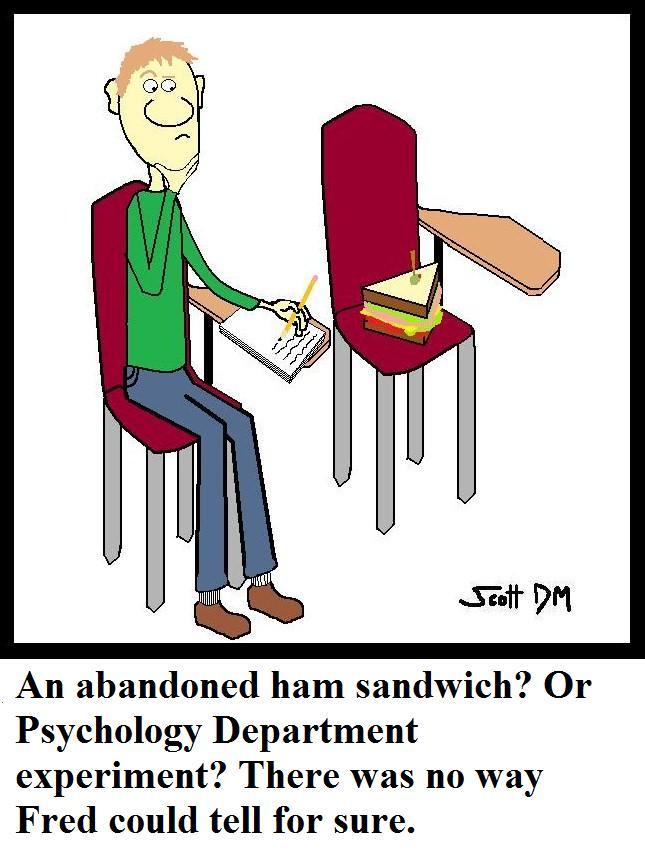 Scott DM
An abandoned ham sandwich? Or
Psychology Department
experiment? There was no way
Fred could tell for sure.